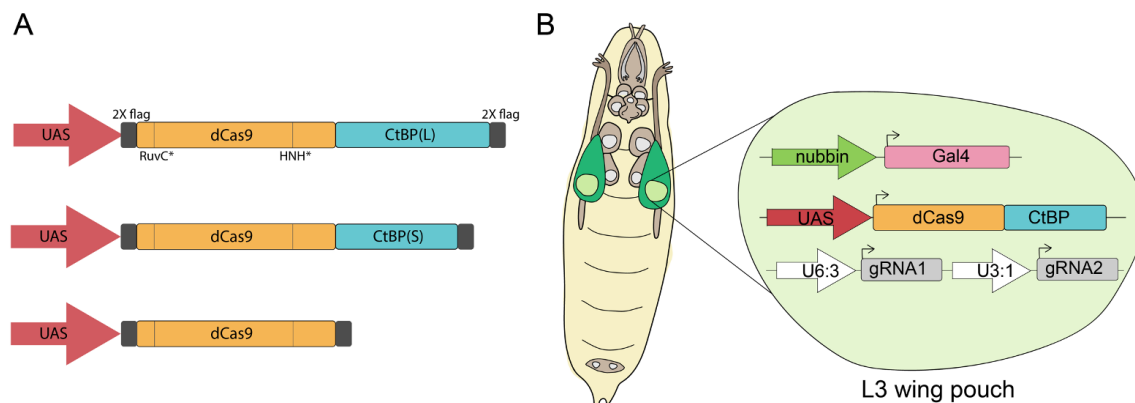 A
2X flag
2X flag
UAS
dCas9
CtBP(L)
RuvC*
HNH*
UAS
dCas9
CtBP(S)
UAS
dCas9
B
nubbin
Gal4
UAS
dCas9
CtBP
U6:3
gRNA1
U3:1
gRNA2
L3 wing pouch